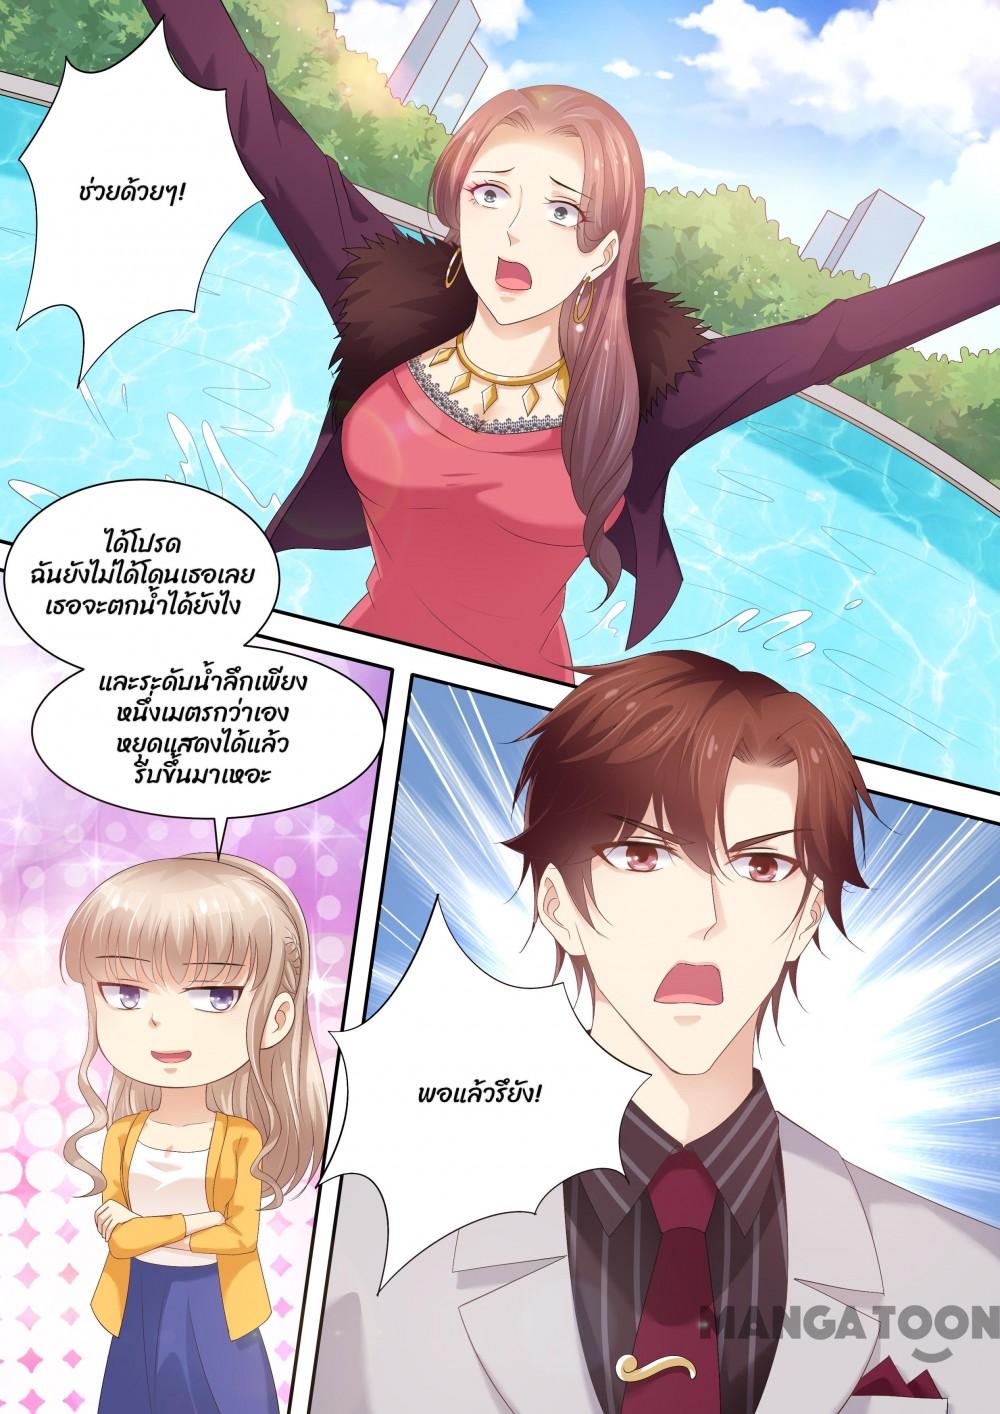 ช่วยด้วยๆ!
ได้โปรด
ฉันยังไม่ได้โดนเธอเลย
เธอจะตกน้ำได้ยังไง
และระดับน้ำลึกเพียง
หนึ่งเมตรกว่าเอง
หยุดแสดงได้แล้ว
รีบขึ้นมาเหอะ
พอแล้วรึยัง!
MANGATOON